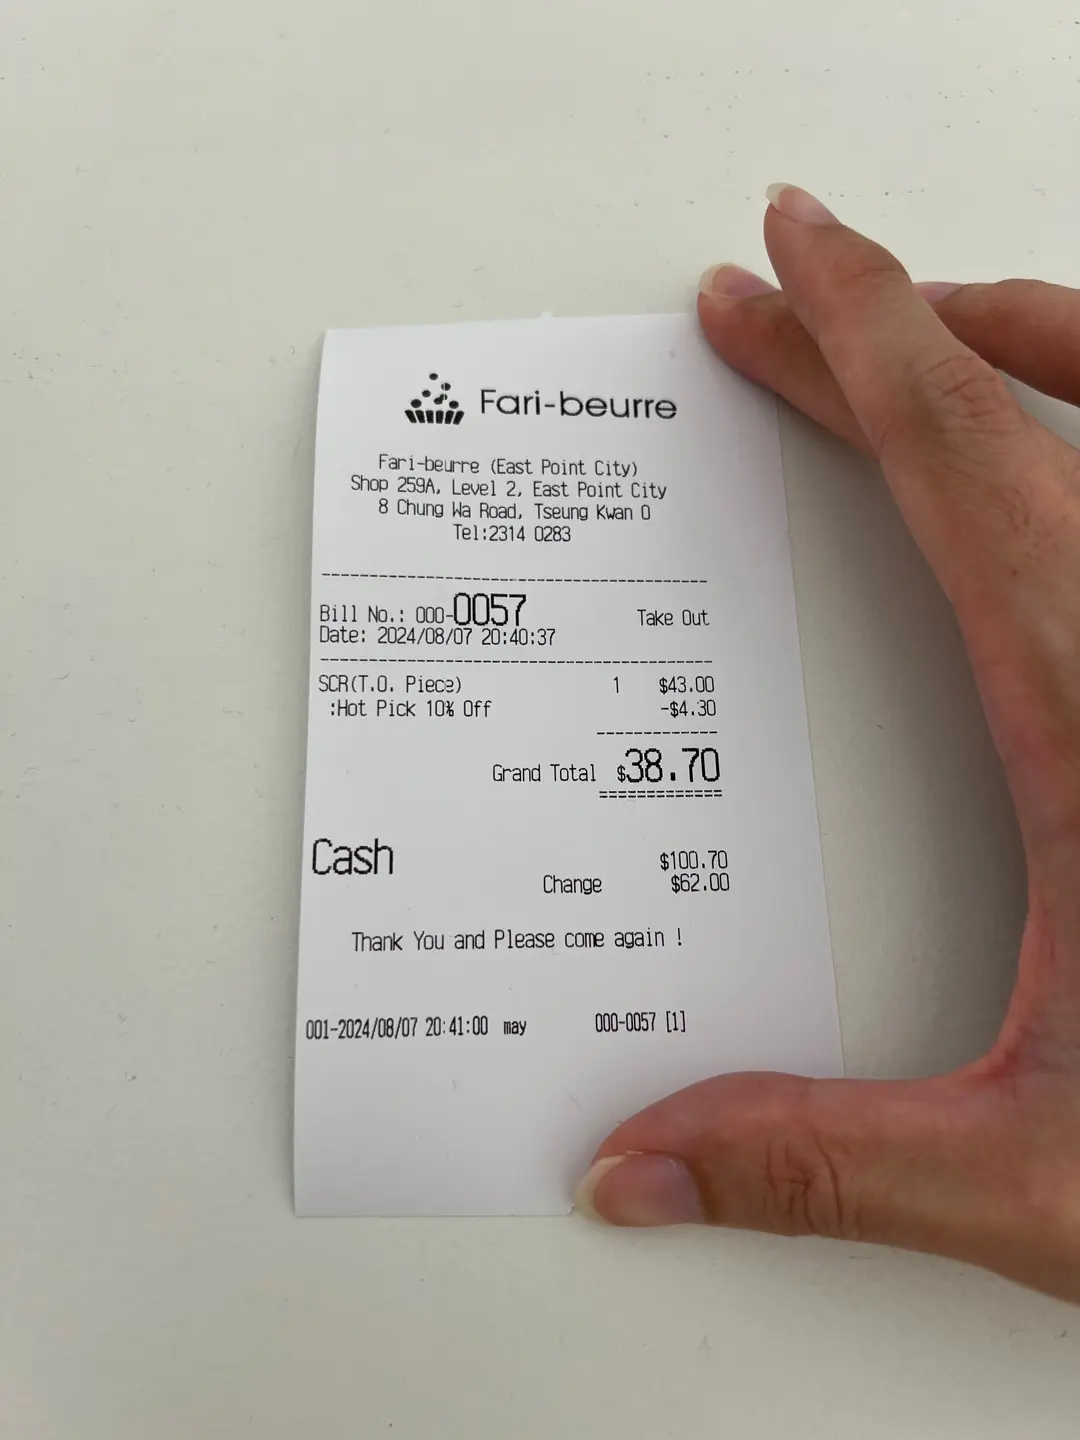 Fari-beurre
Fari-beurre (East Point City)
Shop 259A, Level 2, East Point City
8 Chung Wa Road, Tseung Kwan O
Tel:2314 0283
--------------------------------
Bill No.: 000-0057 Take Out
Date: 2024/08/07 20:40:37
--------------------------------
SCR(T.O. Piece) 1 $43.00
:Hot Pick 10% Off -$4.30
-------------
Grand Total $38.70
=============
Cash $100.70
Change $62.00
Thank You and Please come again !
001-2024/08/07 20:41:00 may 000-0057 [1]